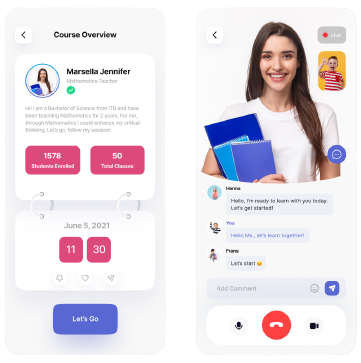 Course Overview
Marsella Jennifer
Mathematics Teacher
Hi! I am a Bachelor of Science from ITB and have
been teaching Mathematics for 2 years. For me,
through Mathematics I could enhance my critical
thinking. Let's go, follow my session!
1578
Students Enrolled
50
Total Classes
June 5, 2021
11
30
Let's Go
Live
Hanna
Hello, I'm ready to learn with you today.
Let's get started!
You
Hello Ms., let's learn together!
Frans
Let's start 😊
Add Comment